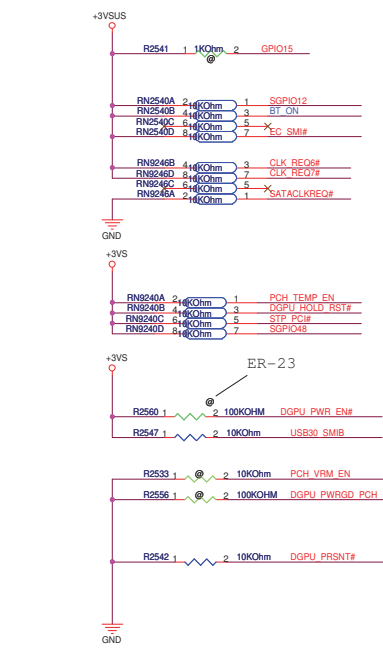 +3VSUS
R2541 1 1KOhm 2 GPIO15
@
RN2540A 2 10KOhm 1 SGPIO12
RN2540B 4 10KOhm 3 BT_ON
RN2540C 6 10KOhm 5
RN2540D 8 10KOhm 7 EC_SMI#
RN9246B 4 10KOhm 3 CLK_REQ6#
RN9246D 8 10KOhm 7 CLK_REQ7#
RN9246C 6 10KOhm 5
RN9246A 2 10KOhm 1 SATACLKREQ#
GND
+3VS
RN9240A 2 10KOhm 1 PCH_TEMP_EN
RN9240B 4 10KOhm 3 DGPU_HOLD_RST#
RN9240C 6 10KOhm 5 STP_PCI#
RN9240D 8 10KOhm 7 SGPIO48
+3VS
ER-23
@
R2560 1 2 100KOHM DGPU_PWR_EN#
R2547 1 2 10KOhm USB30_SMIB
R2533 1 @ 2 10KOhm PCH_VRM_EN
R2556 1 @ 2 100KOHM DGPU_PWRGD_PCH
R2542 1 2 10KOhm DGPU_PRSNT#
GND